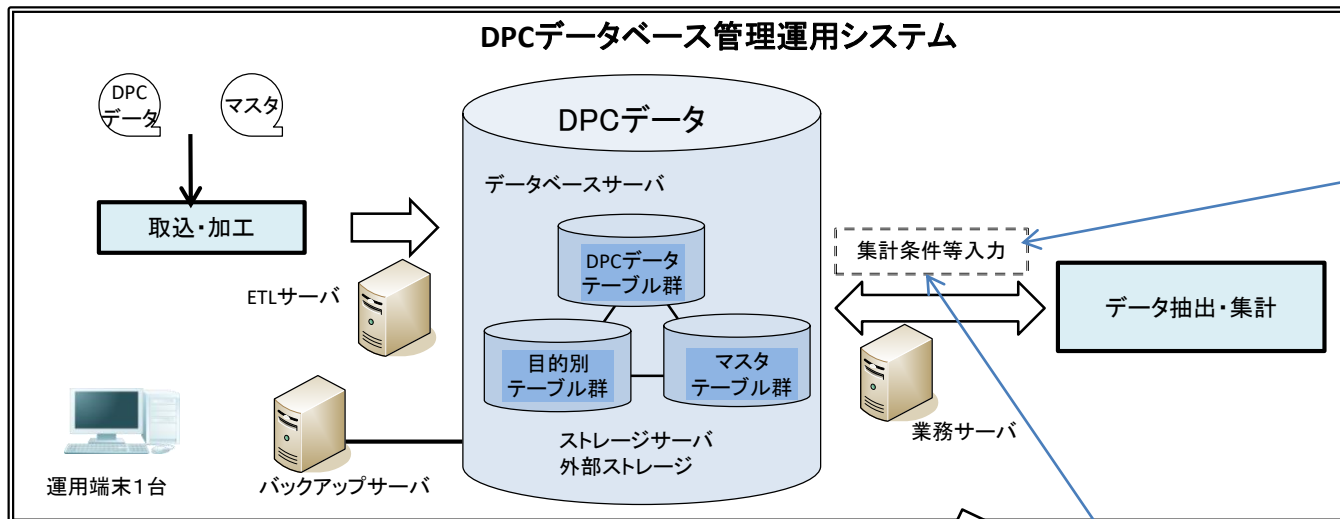 DPCデータベース管理運用システム
DPC
データ
マスタ
取込・加工
ETLサーバ
運用端末１台
バックアップサーバ
DPCデータ
データベースサーバ
DPCデータ
テーブル群
目的別
テーブル群
マスタ
テーブル群
ストレージサーバ
外部ストレージ
集計条件等入力
業務サーバ
データ抽出・集計